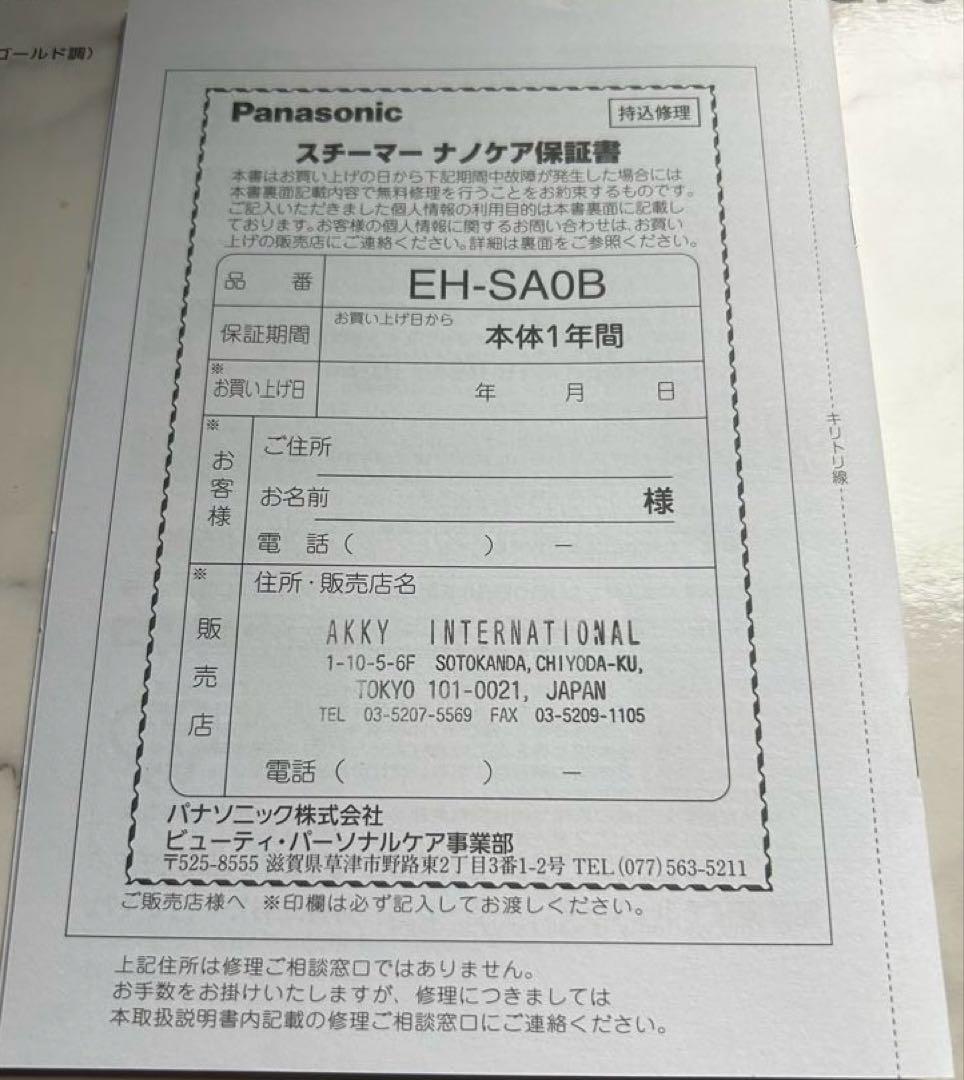 ゴールド調)
Panasonic
持込修理
スチーマー ナノケア保証書
本書はお買い上げの日から下記期間中故障が発生した場合には
本書裏面記載内容で無料修理を行うことをお約束するものです。
ご記入いただきました個人情報の利用目的は本書裏面に記載し
ております。お客様の個人情報に関するお問い合わせは、お買い
上げの販売店にご連絡ください。詳細は裏面をご参照ください。
品番 EH-SA0B
保証期間 お買い上げ日から 本体1年間
※お買い上げ日 年 月 日
※お客様
ご住所
お名前 様
電話( ) ー
※販売店
住所・販売店名
AKKY INTERNATIONAL
1-10-5-6F SOTOKANDA, CHIYODA-KU,
TOKYO 101-0021, JAPAN
TEL 03-5207-5569 FAX 03-5209-1105
電話( ) ー
パナソニック株式会社
ビューティ・パーソナルケア事業部
〒525-8555 滋賀県草津市野路東2丁目3番1-2号 TEL(077)563-5211
ご販売店様へ ※印欄は必ず記入してお渡しください。
キリトリ線
上記住所は修理ご相談窓口ではありません。
お手数をお掛けいたしますが、修理につきましては
本取扱説明書内記載の修理ご相談窓口にご連絡ください。